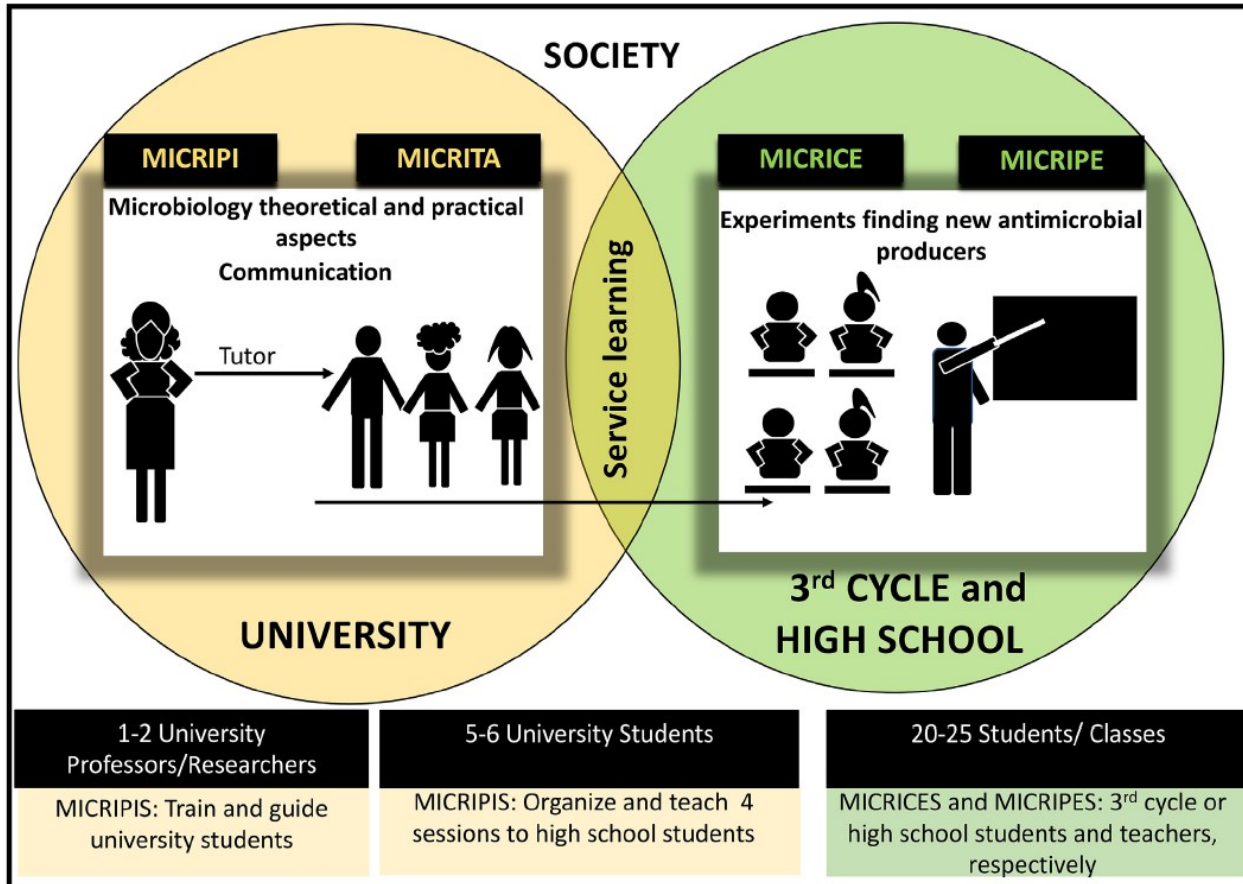 SOCIETY
MICRIPI
MICRITA
Microbiology theoretical and practical
aspects
Communication
Tutor
UNIVERSITY
Service learning
MICRICE
MICRIPE
Experiments finding new antimicrobial
producers
3rd CYCLE and
HIGH SCHOOL
1-2 University
Professors/Researchers
MICRIPIS: Train and guide
university students
5-6 University Students
MICRIPIS: Organize and teach 4
sessions to high school students
20-25 Students/ Classes
MICRICES and MICRIPES: 3rd cycle or
high school students and teachers,
respectively